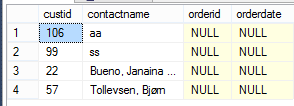 custid contactname orderid orderdate
1 106 aa NULL NULL
2 99 ss NULL NULL
3 22 Bueno, Janaina ... NULL NULL
4 57 Tollevsen, Bjørn NULL NULL